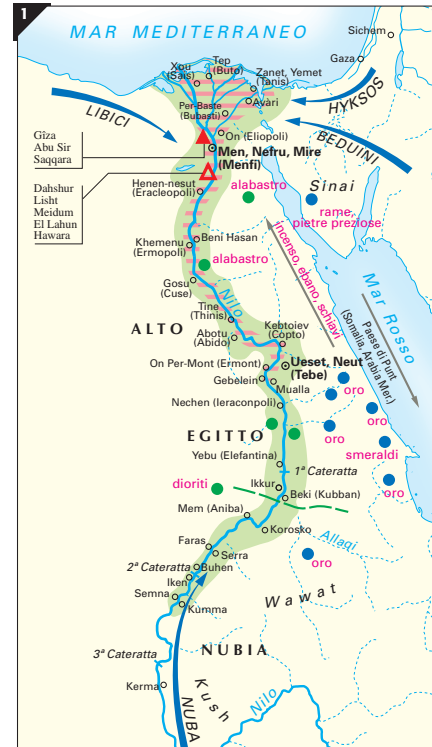 1
MAR MEDITERRANEO
Sichem
Gaza
Xou
(Sais)
Tep
(Buto)
Zanet, Yemet
(Tanis)
Avàri
Per-Baste
(Bubasti)
HYKSOS
LIBICI
BEDUINI
On (Eliopoli)
Gîza
Abu Sir
Saqqara
Men, Nefru, Mire
(Menfi)
Dahshur
Lisht
Meidum
El Lahun
Hawara
Sinai
Henen-nesut
(Eracleopoli)
alabastro
rame,
pietre preziose
incenso, ebano, schiavi
Khemenu
(Ermopoli)
Beni Hasan
alabastro
Gosu
(Cuse)
Nilo
Mar Rosso
Paese di Punt
(Somalia, Arabia Mer.)
Tine
(Thinis)
ALTO
Abotu
(Abido)
Kebtoiev
(Copto)
On Per-Mont (Ermont)
Ueset, Neut
(Tebe)
Gebelein
Mualla
oro
Nechen (Ieraconpoli)
oro
EGITTO
oro
smeraldi
Yebu (Elefantina)
1ª Cateratta
dioriti
Ikkur
oro
Beki (Kubban)
Mem (Aniba)
Korosko
Allaqi
Faras
Serra
oro
2ª Cateratta
Buhen
Iken
Semna
Wawat
Kumma
NUBIA
3ª Cateratta
Kerma
Kush
NUBA
Nilo